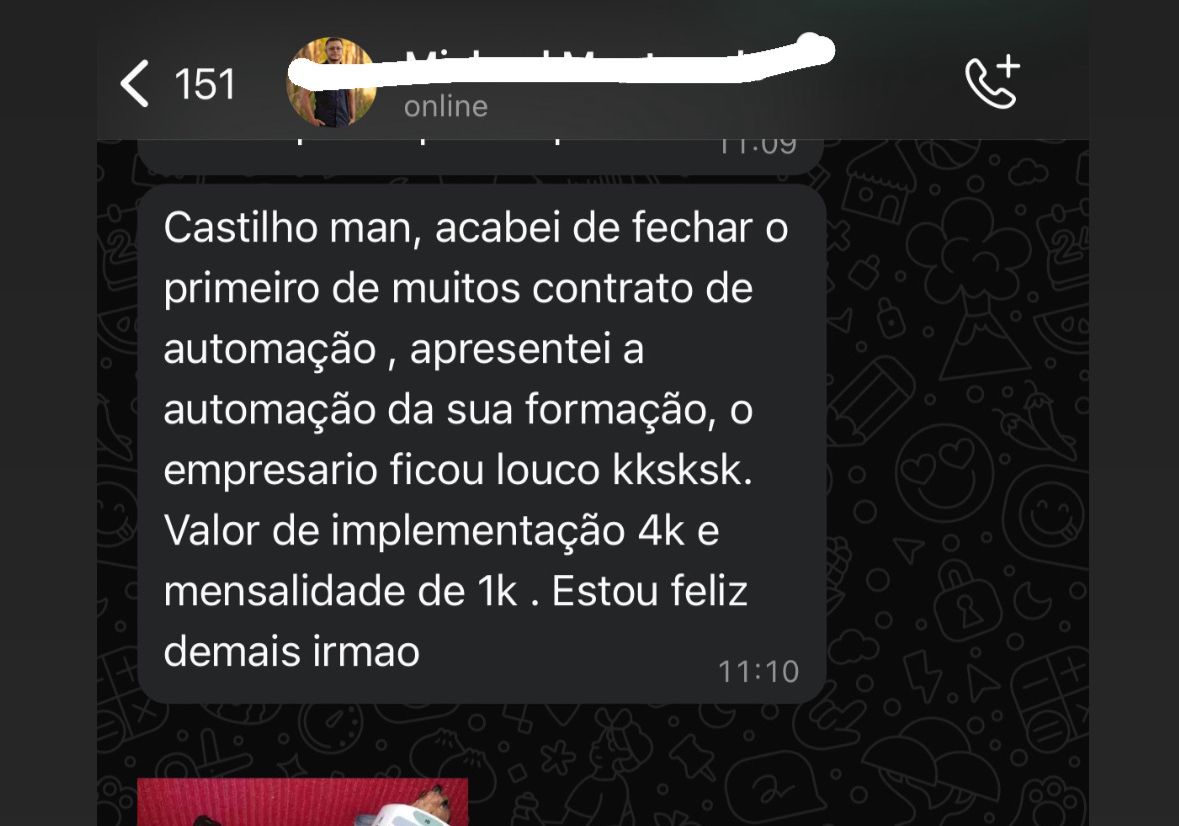 151
online
11:09
Castilho man, acabei de fechar o
primeiro de muitos contrato de
automação , apresentei a
automação da sua formação, o
empresario ficou louco kksksk.
Valor de implementação 4k e
mensalidade de 1k . Estou feliz
demais irmao
11:10